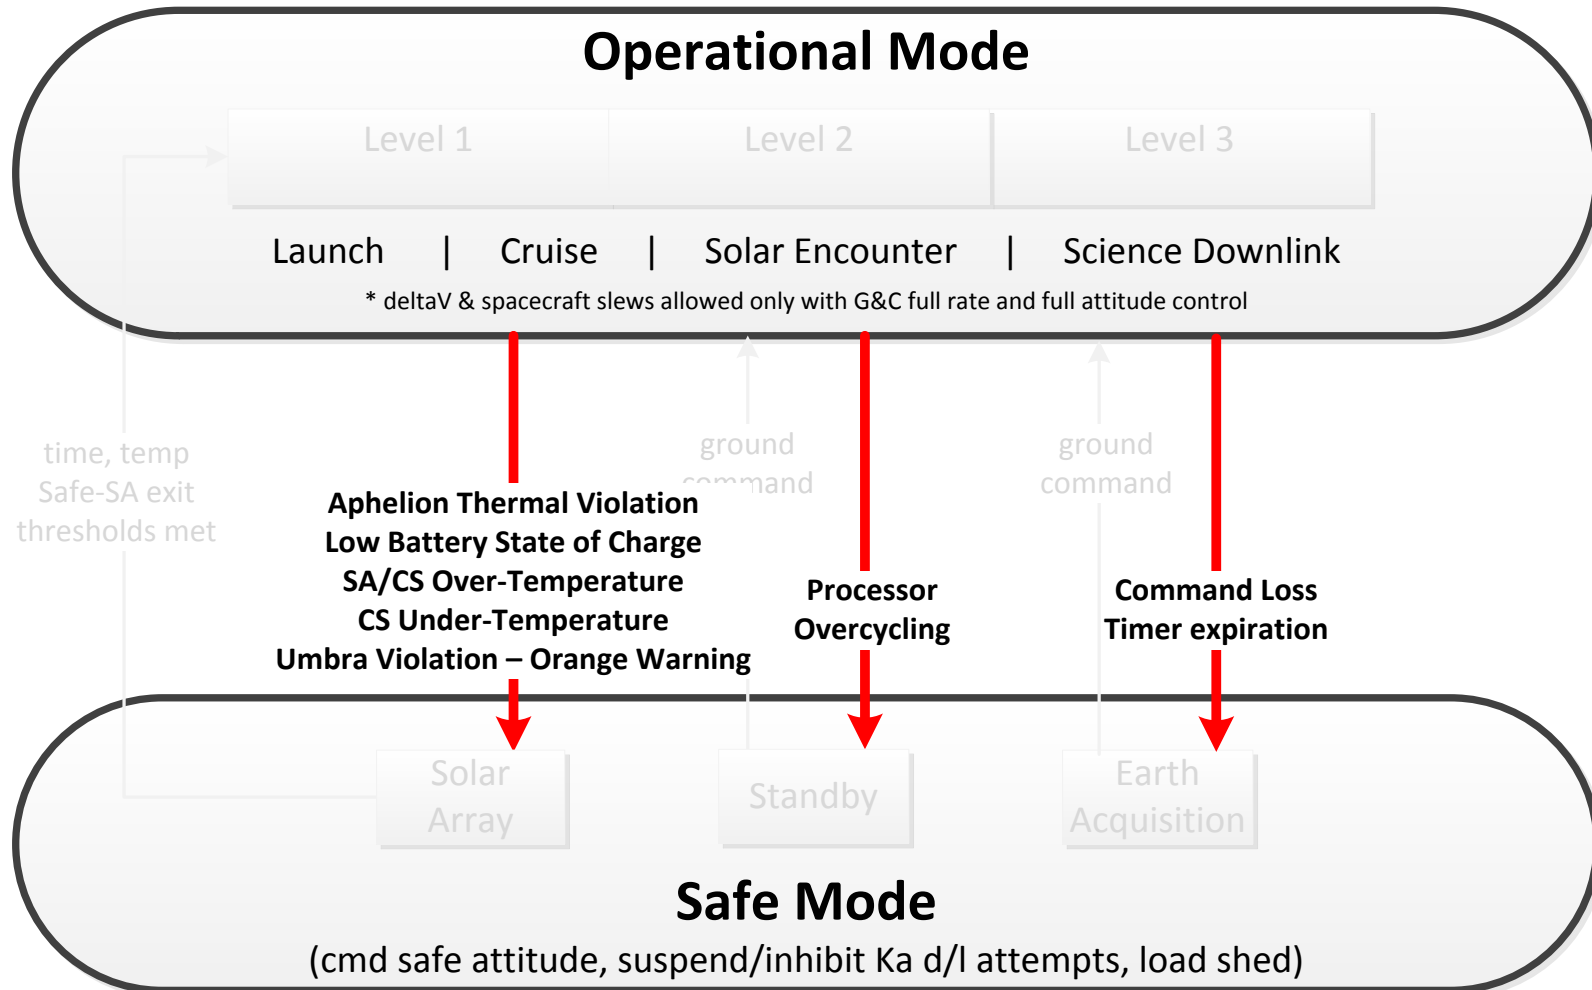 Operational Mode
Level 1
Level 2
Level 3
Launch | Cruise | Solar Encounter | Science Downlink
* deltaV & spacecraft slews allowed only with G&C full rate and full attitude control
time, temp
Safe-SA exit
thresholds met
Aphelion Thermal Violation
Low Battery State of Charge
SA/CS Over-Temperature
CS Under-Temperature
Umbra Violation – Orange Warning
ground
command
Processor
Overcycling
ground
command
Command Loss
Timer expiration
Solar
Array
Standby
Earth
Acquisition
Safe Mode
(cmd safe attitude, suspend/inhibit Ka d/l attempts, load shed)